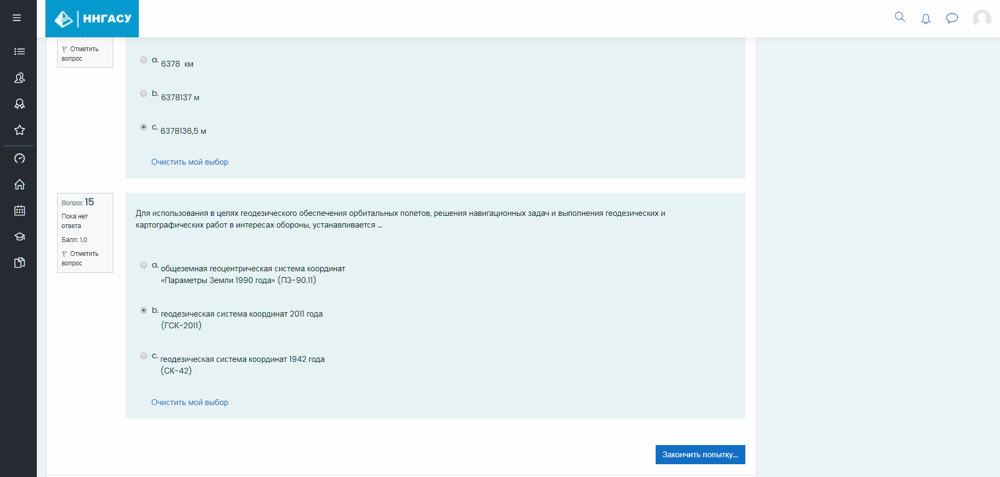 ННГАСУ
Отметить
вопрос
a. 6378 км
b. 6378137 м
c. 6378136,5 м
Очистить мой выбор
Вопрос 15
Пока нет
ответа
Балл: 1,0
Отметить
вопрос
Для использования в целях геодезического обеспечения орбитальных полетов, решения навигационных задач и выполнения геодезических и
картографических работ в интересах обороны, устанавливается ...
a. общеземная геоцентрическая система координат
«Параметры Земли 1990 года» (ПЗ-90.11)
b. геодезическая система координат 2011 года
(ГСК-2011)
c. геодезическая система координат 1942 года
(СК-42)
Очистить мой выбор
Закончить попытку...